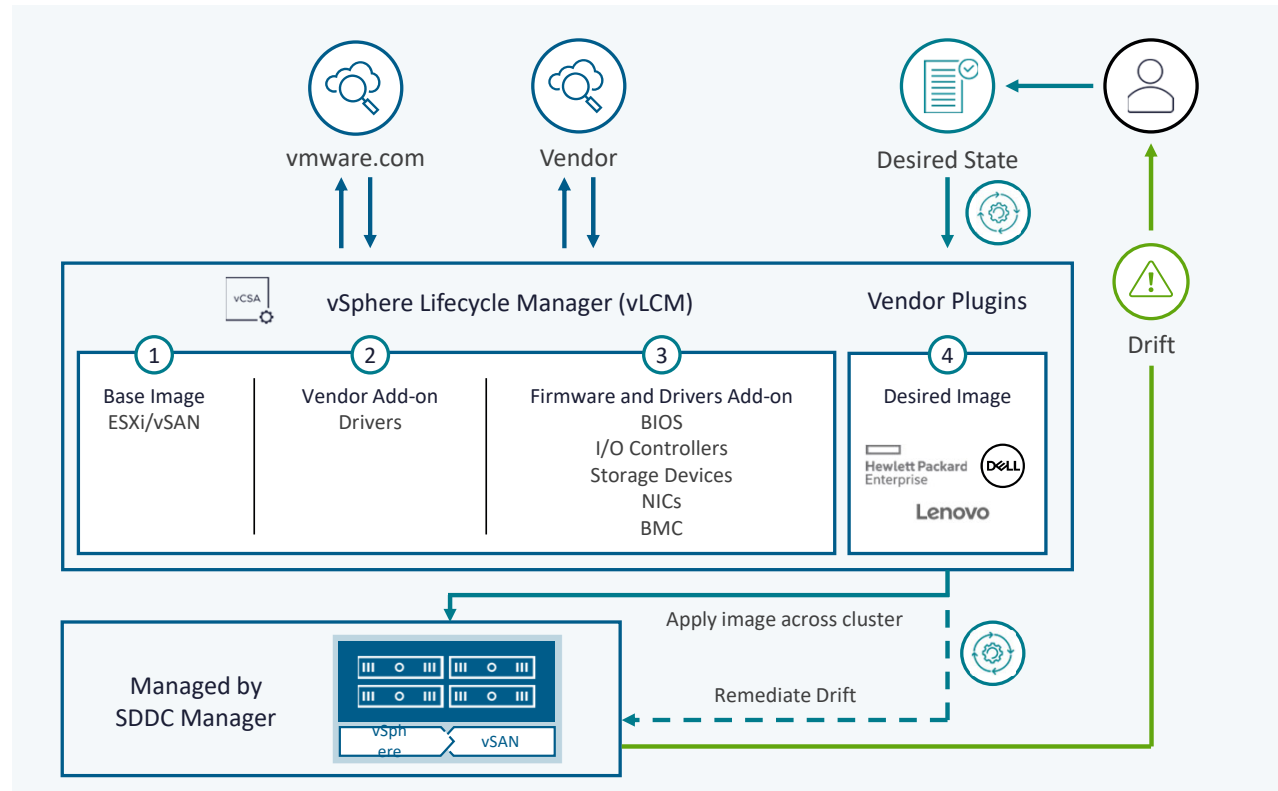 vmware.com
Vendor
Desired State
Drift
vCSA
vSphere Lifecycle Manager (vLCM)
Vendor Plugins
1
2
3
4
Base Image
ESXi/vSAN
Vendor Add-on
Drivers
Firmware and Drivers Add-on
BIOS
I/O Controllers
Storage Devices
NICs
BMC
Desired Image
Hewlett Packard
Enterprise
DELL
Lenovo
Apply image across cluster
Remediate Drift
Managed by
SDDC Manager
vSph
ere
vSAN